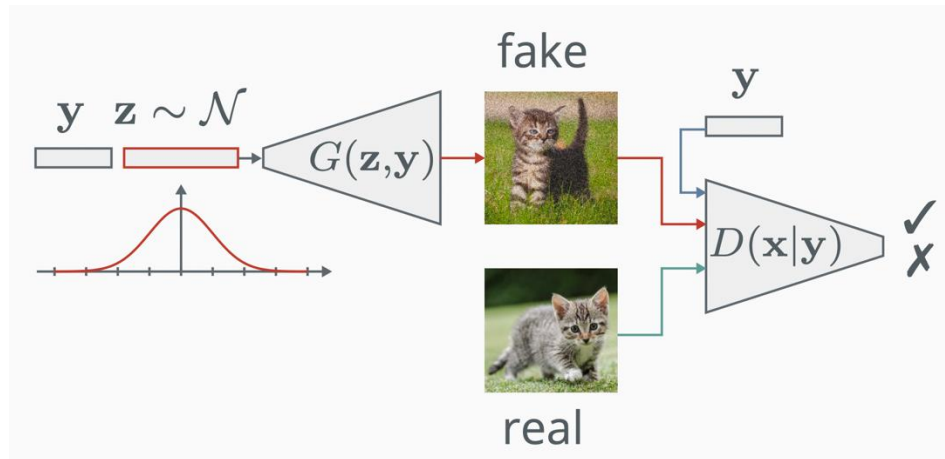 fake
y
y z ∼ 𝒩
G(z,y)
D(x|y)
✓
✗
real